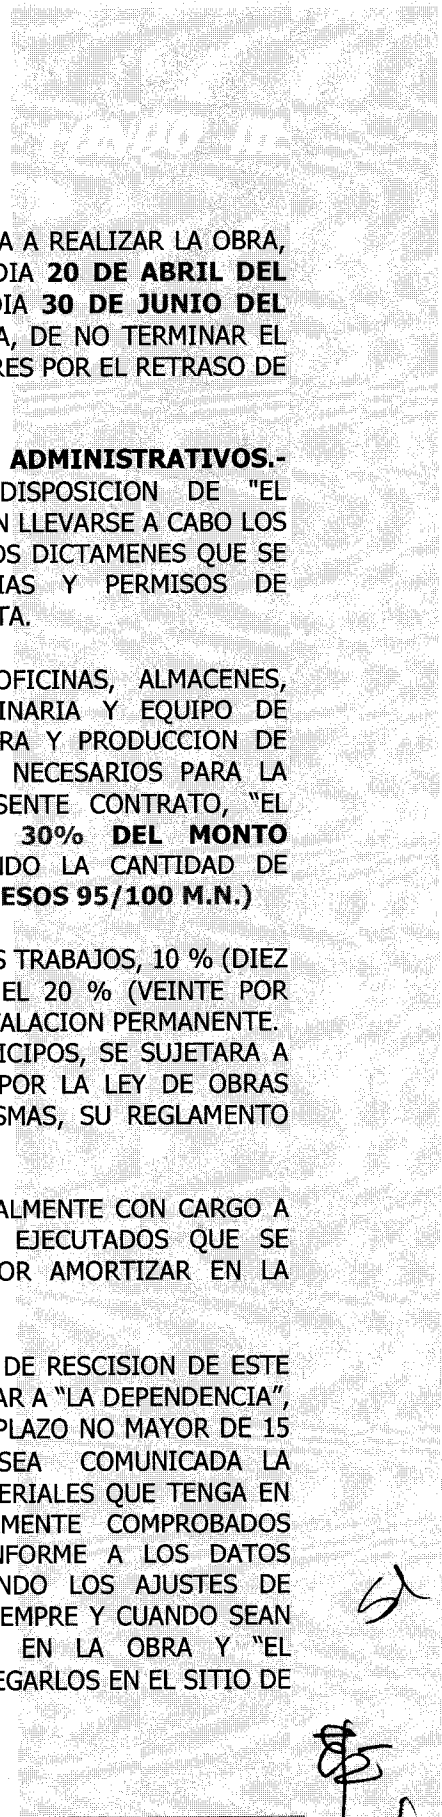 A A REALIZAR LA OBRA,
DIA 20 DE ABRIL DEL
DIA 30 DE JUNIO DEL
A, DE NO TERMINAR EL
RES POR EL RETRASO DE
ADMINISTRATIVOS.-
DISPOSICION DE "EL
N LLEVARSE A CABO LOS
OS DICTAMENES QUE SE
IAS Y PERMISOS DE
TA.
OFICINAS, ALMACENES,
INARIA Y EQUIPO DE
RA Y PRODUCCION DE
NECESARIOS PARA LA
SENTE CONTRATO, "EL
30% DEL MONTO
NDO LA CANTIDAD DE
ESOS 95/100 M.N.)
S TRABAJOS, 10 % (DIEZ
EL 20 % (VEINTE POR
TALACION PERMANENTE.
ICIPOS, SE SUJETARA A
POR LA LEY DE OBRAS
SMAS, SU REGLAMENTO
ALMENTE CON CARGO A
EJECUTADOS QUE SE
OR AMORTIZAR EN LA
DE RESCISION DE ESTE
AR A "LA DEPENDENCIA",
PLAZO NO MAYOR DE 15
SEA COMUNICADA LA
ERIALES QUE TENGA EN
MENTE COMPROBADOS
NFORME A LOS DATOS
NDO LOS AJUSTES DE
EMPRE Y CUANDO SEAN
EN LA OBRA Y "EL
EGARLOS EN EL SITIO DE